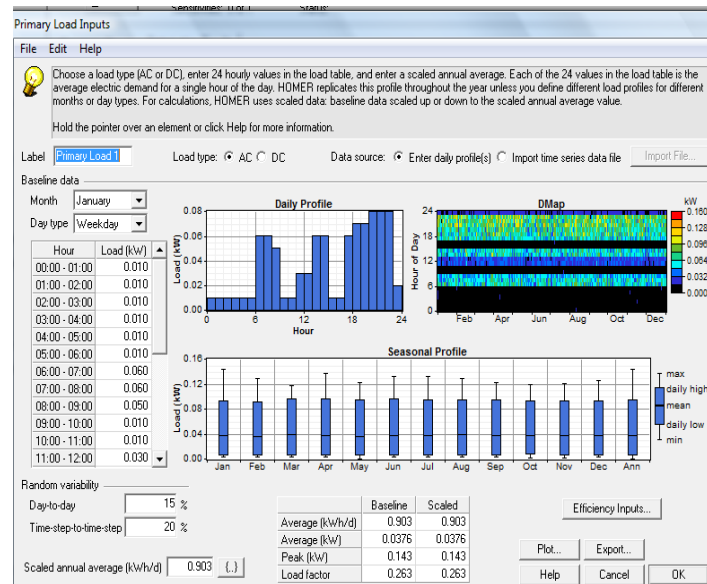 Primary Load Inputs
File Edit Help
Choose a load type (AC or DC), enter 24 hourly values in the load table, and enter a scaled annual average. Each of the 24 values in the load table is the
average electric demand for a single hour of the day. HOMER replicates this profile throughout the year unless you define different load profiles for different
months or day types. For calculations, HOMER uses scaled data: baseline data scaled up or down to the scaled annual average value.
Hold the pointer over an element or click Help for more information.
Label Primary Load 1 Load type: AC DC Data source: Enter daily profile(s) Import time series data file Import File...
Baseline data
Month January
Day type Weekday
Hour Load (kW)
00:00 - 01:00 0.010
01:00 - 02:00 0.010
02:00 - 03:00 0.010
03:00 - 04:00 0.010
04:00 - 05:00 0.010
05:00 - 06:00 0.010
06:00 - 07:00 0.060
07:00 - 08:00 0.060
08:00 - 09:00 0.050
09:00 - 10:00 0.010
10:00 - 11:00 0.010
11:00 - 12:00 0.030
Daily Profile
Load (kW)
0.08
0.06
0.04
0.02
0.00
0 6 12 18 24
Hour
DMap
Hour of Day
24
18
12
6
0
Feb Apr Jun Aug Oct Dec
kW
0.160
0.128
0.096
0.064
0.032
0.000
Seasonal Profile
Load (kW)
0.16
0.12
0.08
0.04
0.00
Jan Feb Mar Apr May Jun Jul Aug Sep Oct Nov Dec Ann
max
daily high
mean
daily low
min
Random variability
Day-to-day 15 %
Time-step-to-time-step 20 %
Scaled annual average (kWh/d) 0.903 {..}
Baseline Scaled
Average (kWh/d) 0.903 0.903
Average (kW) 0.0376 0.0376
Peak (kW) 0.143 0.143
Load factor 0.263 0.263
Efficiency Inputs...
Plot... Export...
Help Cancel OK